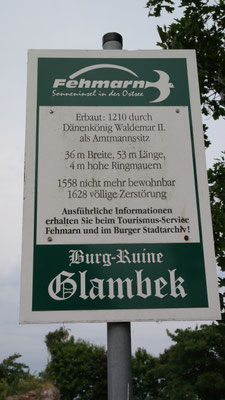 Fehmarn
Sonneninsel in der Ostsee
Erbaut: 1210 durch
Dänenkönig Waldemar II.
als Amtmannssitz
36 m Breite, 53 m Länge,
4 m hohe Ringmauern
1558 nicht mehr bewohnbar
1628 völlige Zerstörung
Ausführliche Informationen
erhalten Sie beim Tourismus-Service
Fehmarn und im Burger Stadtarchiv!
Burg-Ruine
Glambek